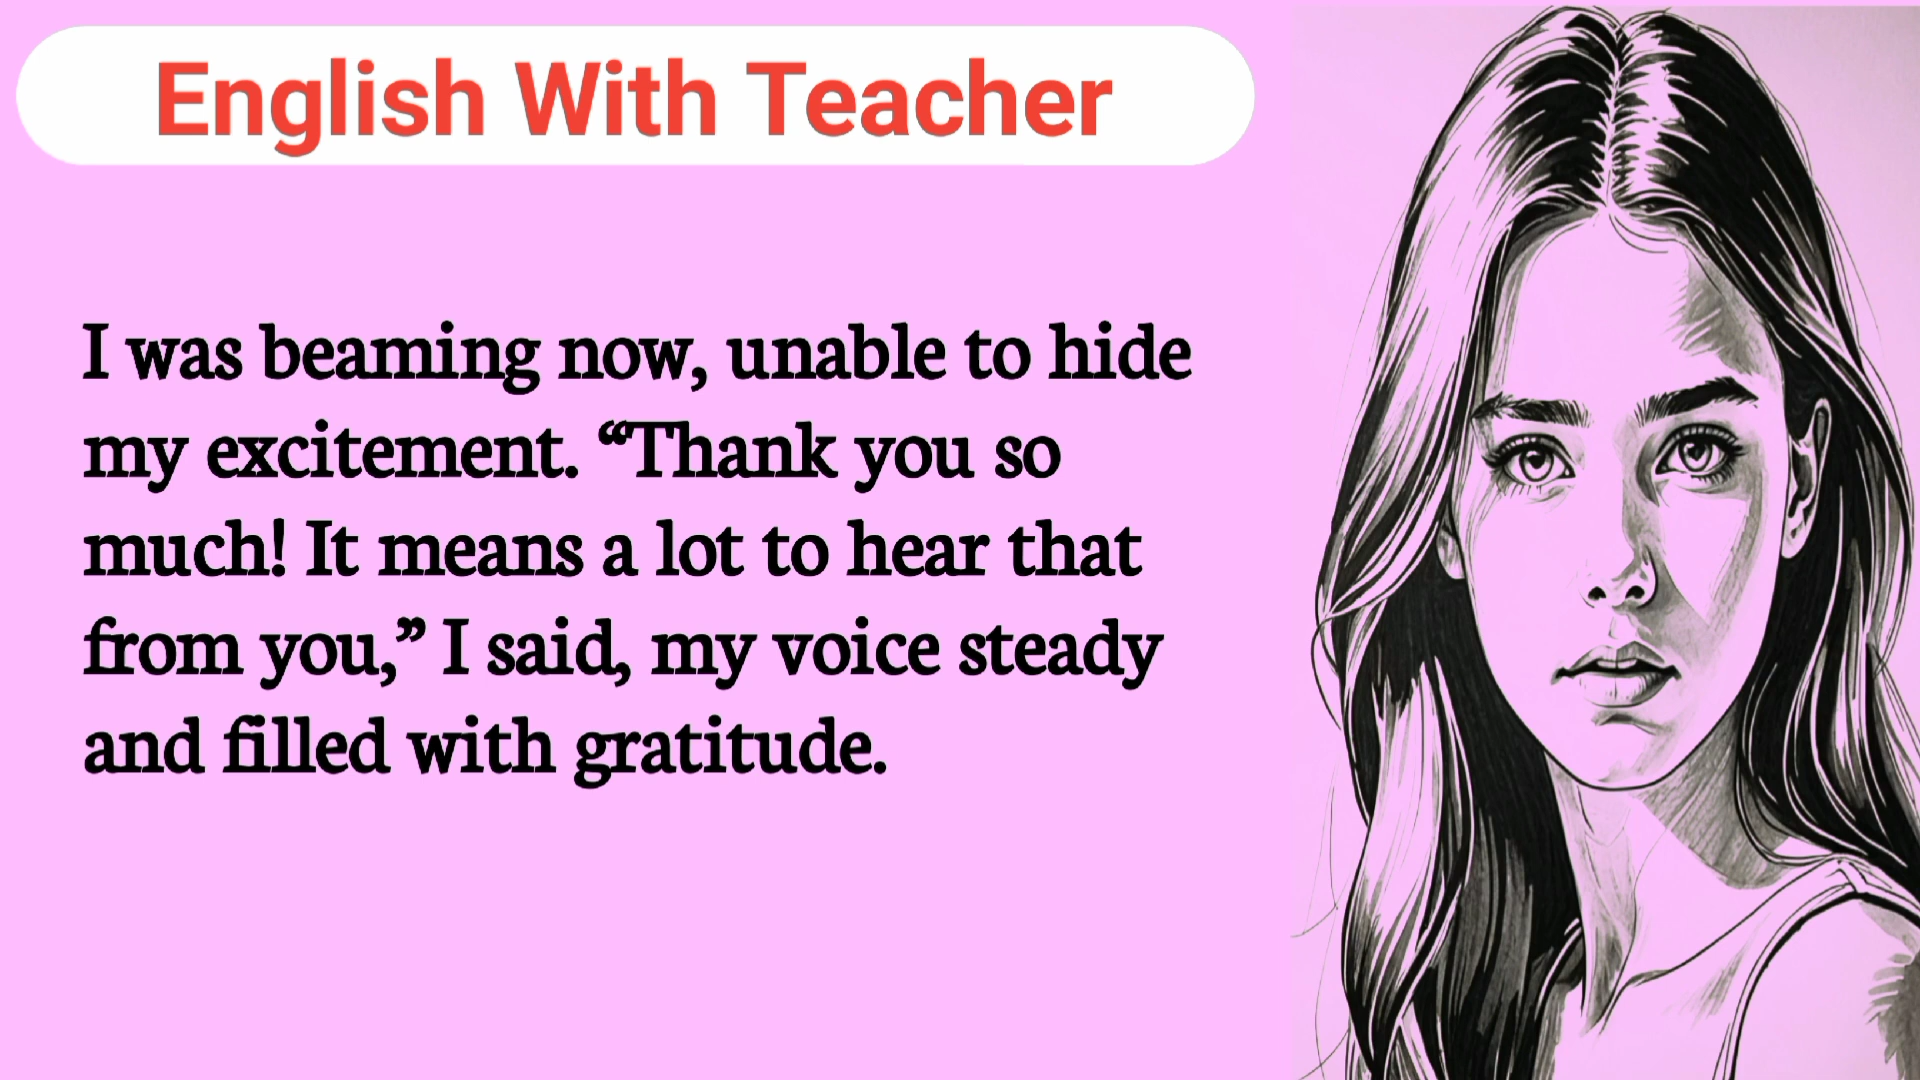 English With Teacher
I was beaming now, unable to hide
my excitement. “Thank you so
much! It means a lot to hear that
from you,” I said, my voice steady
and filled with gratitude.